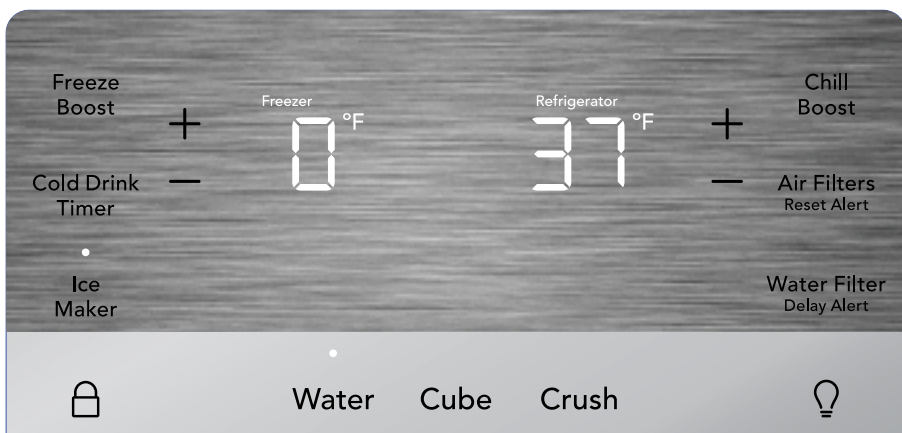 Freeze
Boost
+
Freezer
0 °F
Refrigerator
37 °F
+
Chill
Boost
Cold Drink
Timer
−
−
Air Filters
Reset Alert
Ice
Maker
Water Filter
Delay Alert
Water
Cube
Crush